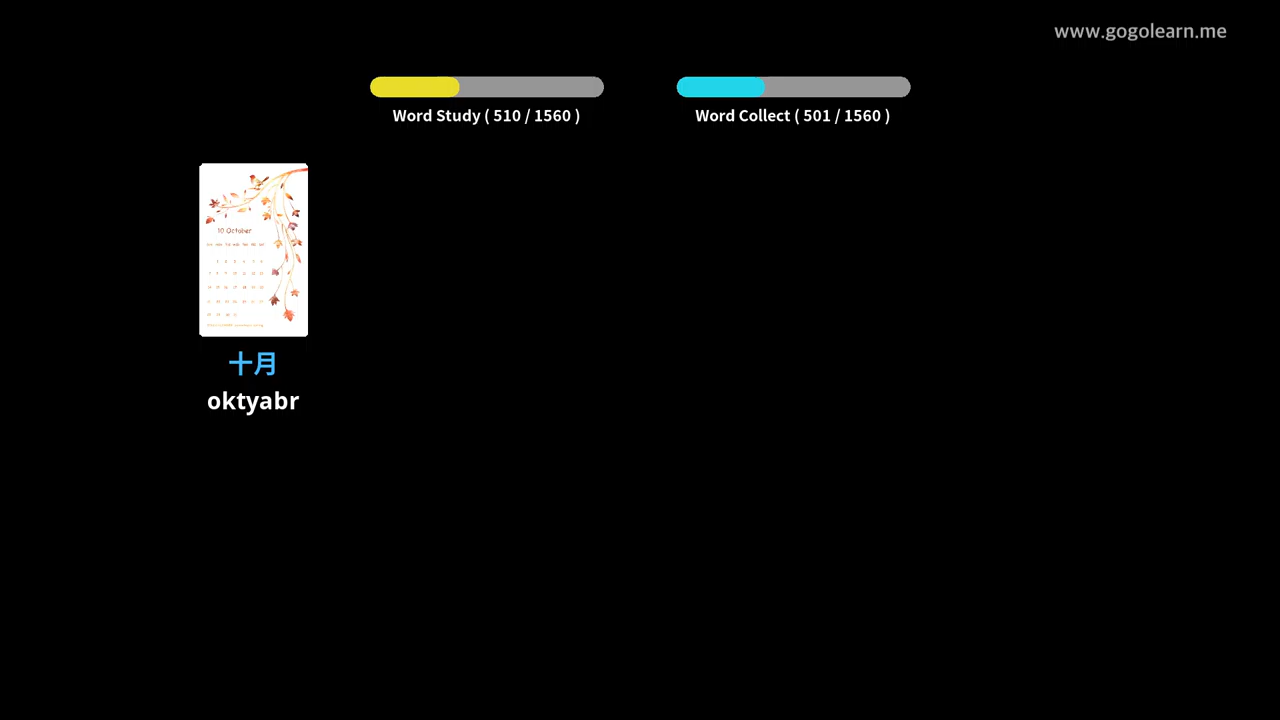 www.gogolearn.me
Word Study ( 510 / 1560 )
Word Collect ( 501 / 1560 )
10 October
十月
oktyabr